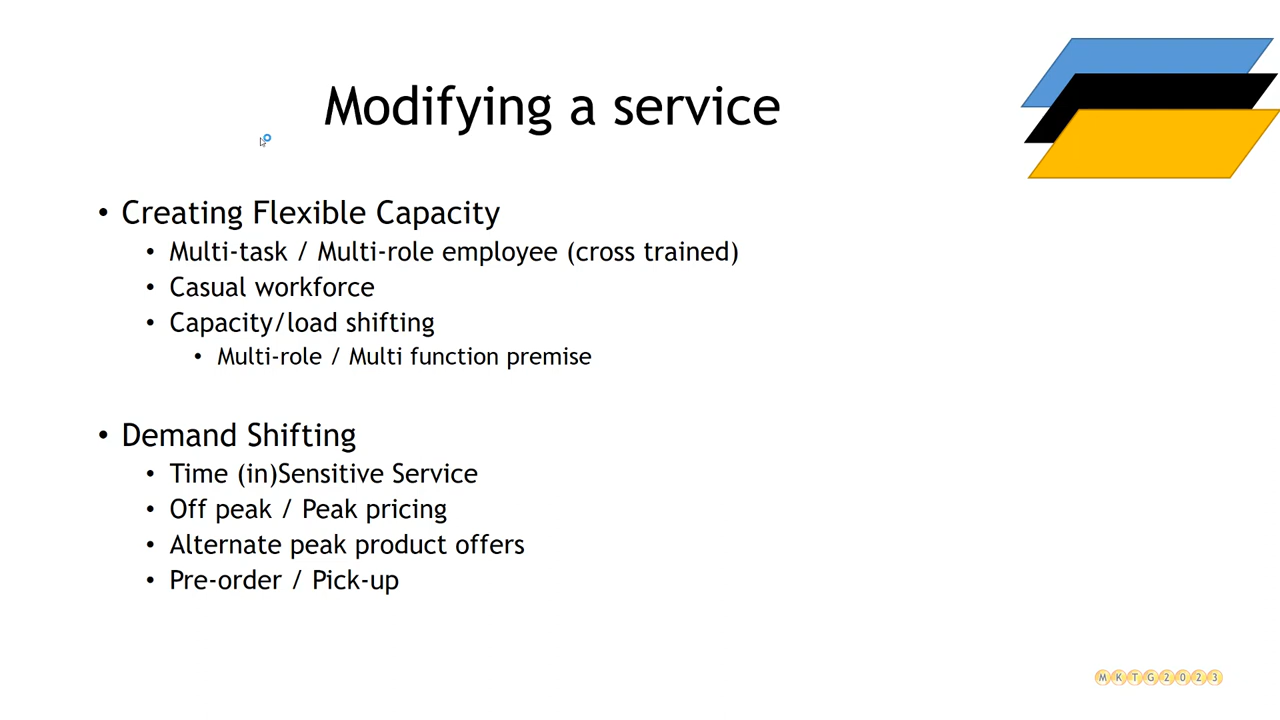 Modifying a service
• Creating Flexible Capacity
• Multi-task / Multi-role employee (cross trained)
• Casual workforce
• Capacity/load shifting
• Multi-role / Multi function premise
• Demand Shifting
• Time (in)Sensitive Service
• Off peak / Peak pricing
• Alternate peak product offers
• Pre-order / Pick-up
MKTG2023